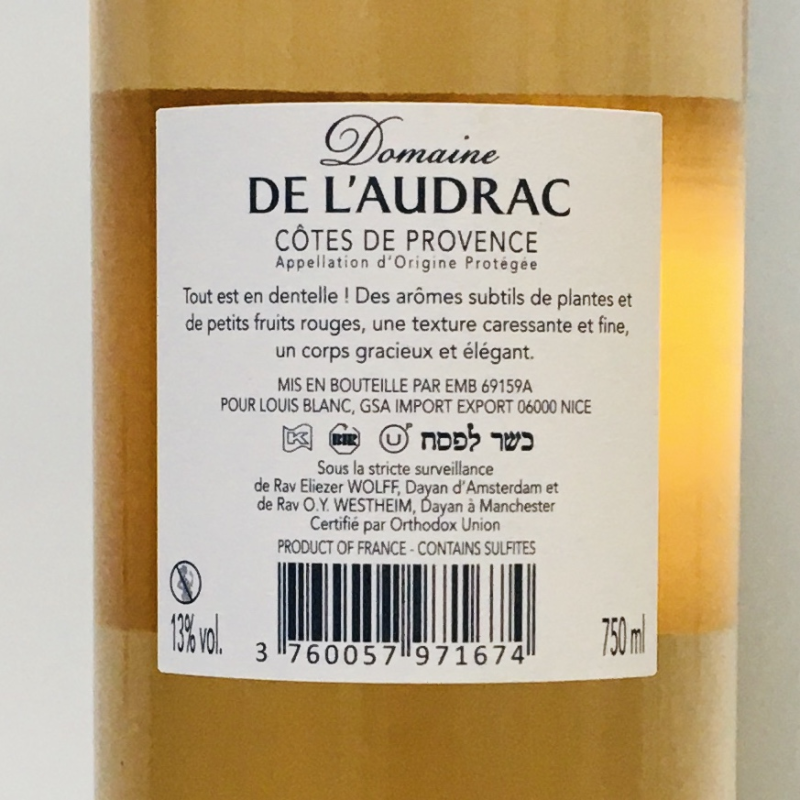 Domaine
DE L'AUDRAC
CÔTES DE PROVENCE
Appellation d'Origine Protégée
Tout est en dentelle ! Des arômes subtils de plantes et
de petits fruits rouges, une texture caressante et fine,
un corps gracieux et élégant.
MIS EN BOUTEILLE PAR EMB 69159A
POUR LOUIS BLANC, GSA IMPORT EXPORT 06000 NICE
K BIK U P כשר לפסח
Sous la stricte surveillance
de Rav Eliezer WOLFF, Dayan d'Amsterdam et
de Rav O.Y. WESTHEIM, Dayan à Manchester
Certifié par Orthodox Union
PRODUCT OF FRANCE - CONTAINS SULFITES
13% vol.
3 760057 971674
750 ml